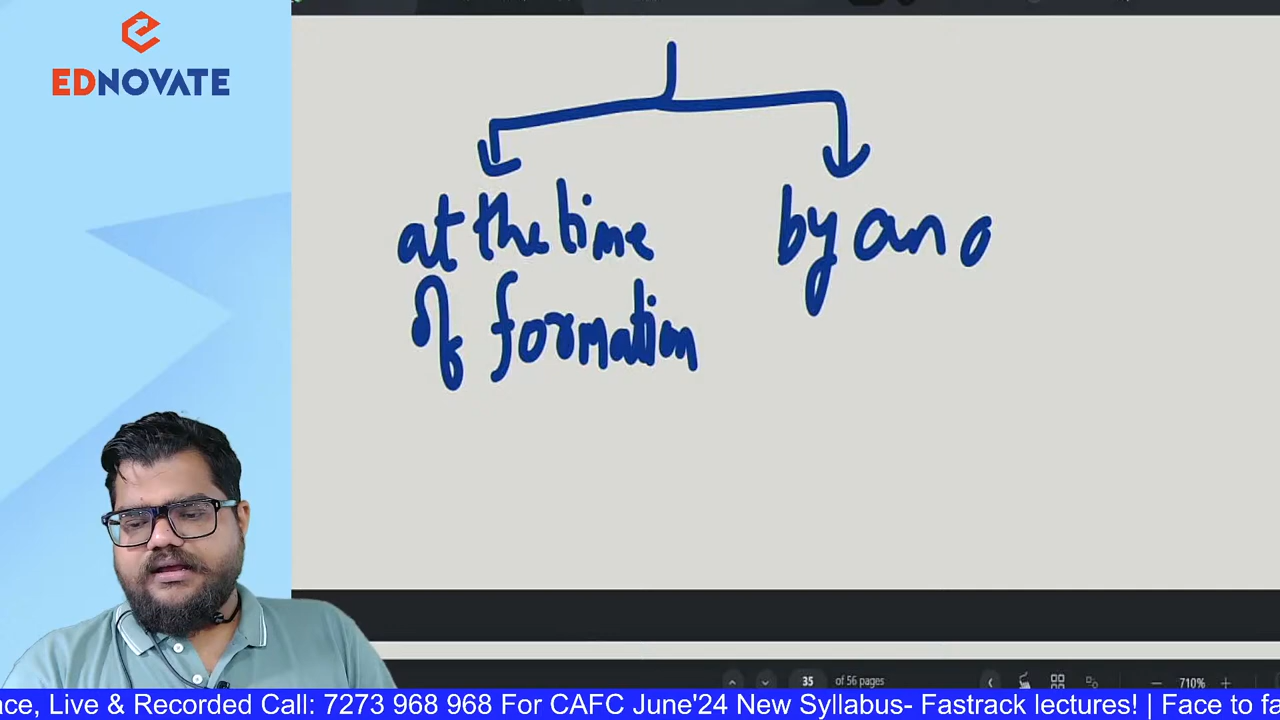 EDNOVATE
at the time
of formation
by an a
35 of 56 pages
710%
ace, Live & Recorded Call: 7273 968 968 For CAFC June'24 New Syllabus- Fastrack lectures! | Face to fa